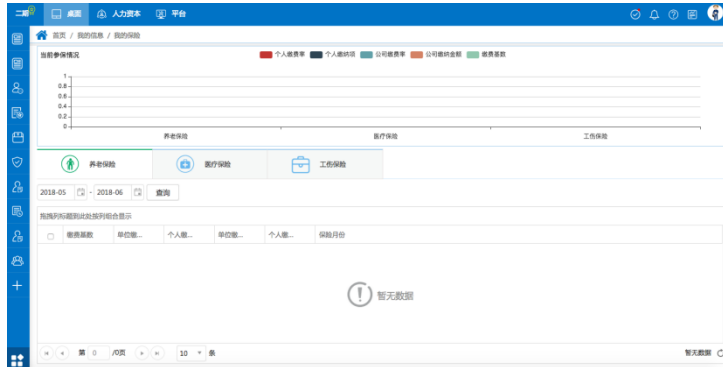 桌面 人力资本 平台
首页 / 我的信息 / 我的保险
当前参保情况
个人缴费率 个人缴纳项 公司缴费率 公司缴纳金额 缴费基数
1
0.8
0.6
0.4
0.2
0
养老保险 医疗保险 工伤保险
养老保险 医疗保险 工伤保险
2018-05 - 2018-06 查询
拖拽列标题到此处按列组合显示
缴费基数 单位缴... 个人缴... 单位缴... 个人缴... 保险月份
暂无数据
第 0 /0页 10 条 暂无数据